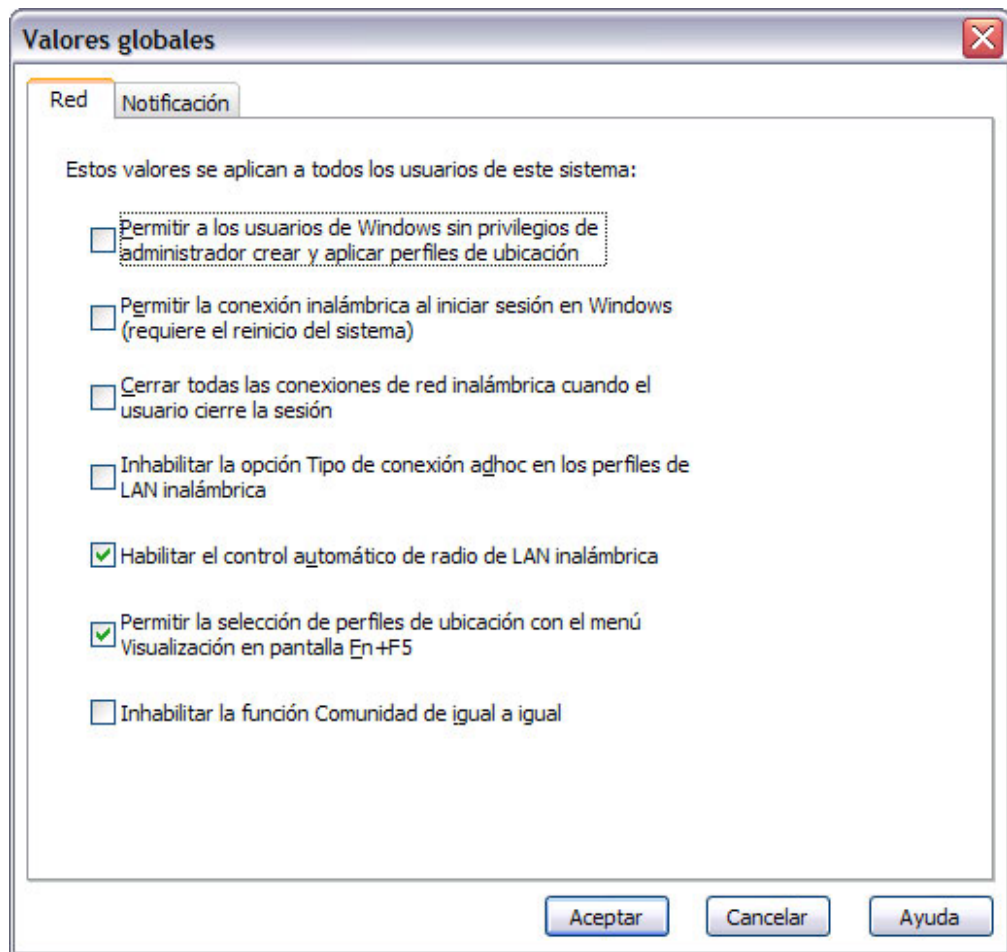 Valores globales
Red
Notificación
Estos valores se aplican a todos los usuarios de este sistema:
Permitir a los usuarios de Windows sin privilegios de
administrador crear y aplicar perfiles de ubicación
Permitir la conexión inalámbrica al iniciar sesión en Windows
(requiere el reinicio del sistema)
Cerrar todas las conexiones de red inalámbrica cuando el
usuario cierre la sesión
Inhabilitar la opción Tipo de conexión adhoc en los perfiles de
LAN inalámbrica
Habilitar el control automático de radio de LAN inalámbrica
Permitir la selección de perfiles de ubicación con el menú
Visualización en pantalla Fn+F5
Inhabilitar la función Comunidad de igual a igual
Aceptar
Cancelar
Ayuda